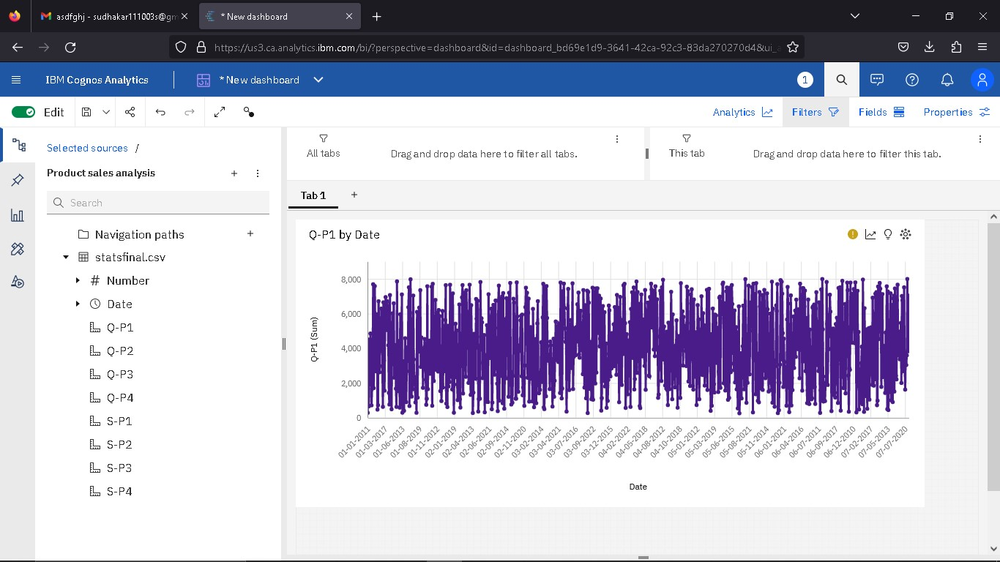 asdfghj - sudhakar111003s@gm
* New dashboard
https://us3.ca.analytics.ibm.com/bi/?perspective=dashboard&id=dashboard_bd69e1d9-3641-42ca-92c3-83da270270d4&ui_a
IBM Cognos Analytics
* New dashboard
1
Edit
Analytics
Filters
Fields
Properties
Selected sources /
Product sales analysis
Search
Navigation paths
statsfinal.csv
# Number
Date
Q-P1
Q-P2
Q-P3
Q-P4
S-P1
S-P2
S-P3
S-P4
All tabs
Drag and drop data here to filter all tabs.
This tab
Drag and drop data here to filter this tab.
Tab 1
Q-P1 by Date
Q-P1 (Sum)
8,000
6,000
4,000
2,000
0
01-01-2011
01-03-2017
01-06-2013
01-08-2019
01-11-2012
02-01-2019
02-04-2013
02-06-2021
02-09-2014
02-11-2020
03-02-2014
03-04-2021
03-07-2016
03-09-2022
03-12-2015
04-02-2022
04-05-2018
04-08-2012
04-10-2018
05-01-2012
05-03-2019
05-06-2015
05-08-2021
05-11-2014
06-01-2021
06-04-2016
06-07-2011
06-09-2017
06-12-2010
07-02-2017
07-05-2013
07-07-2020
Date